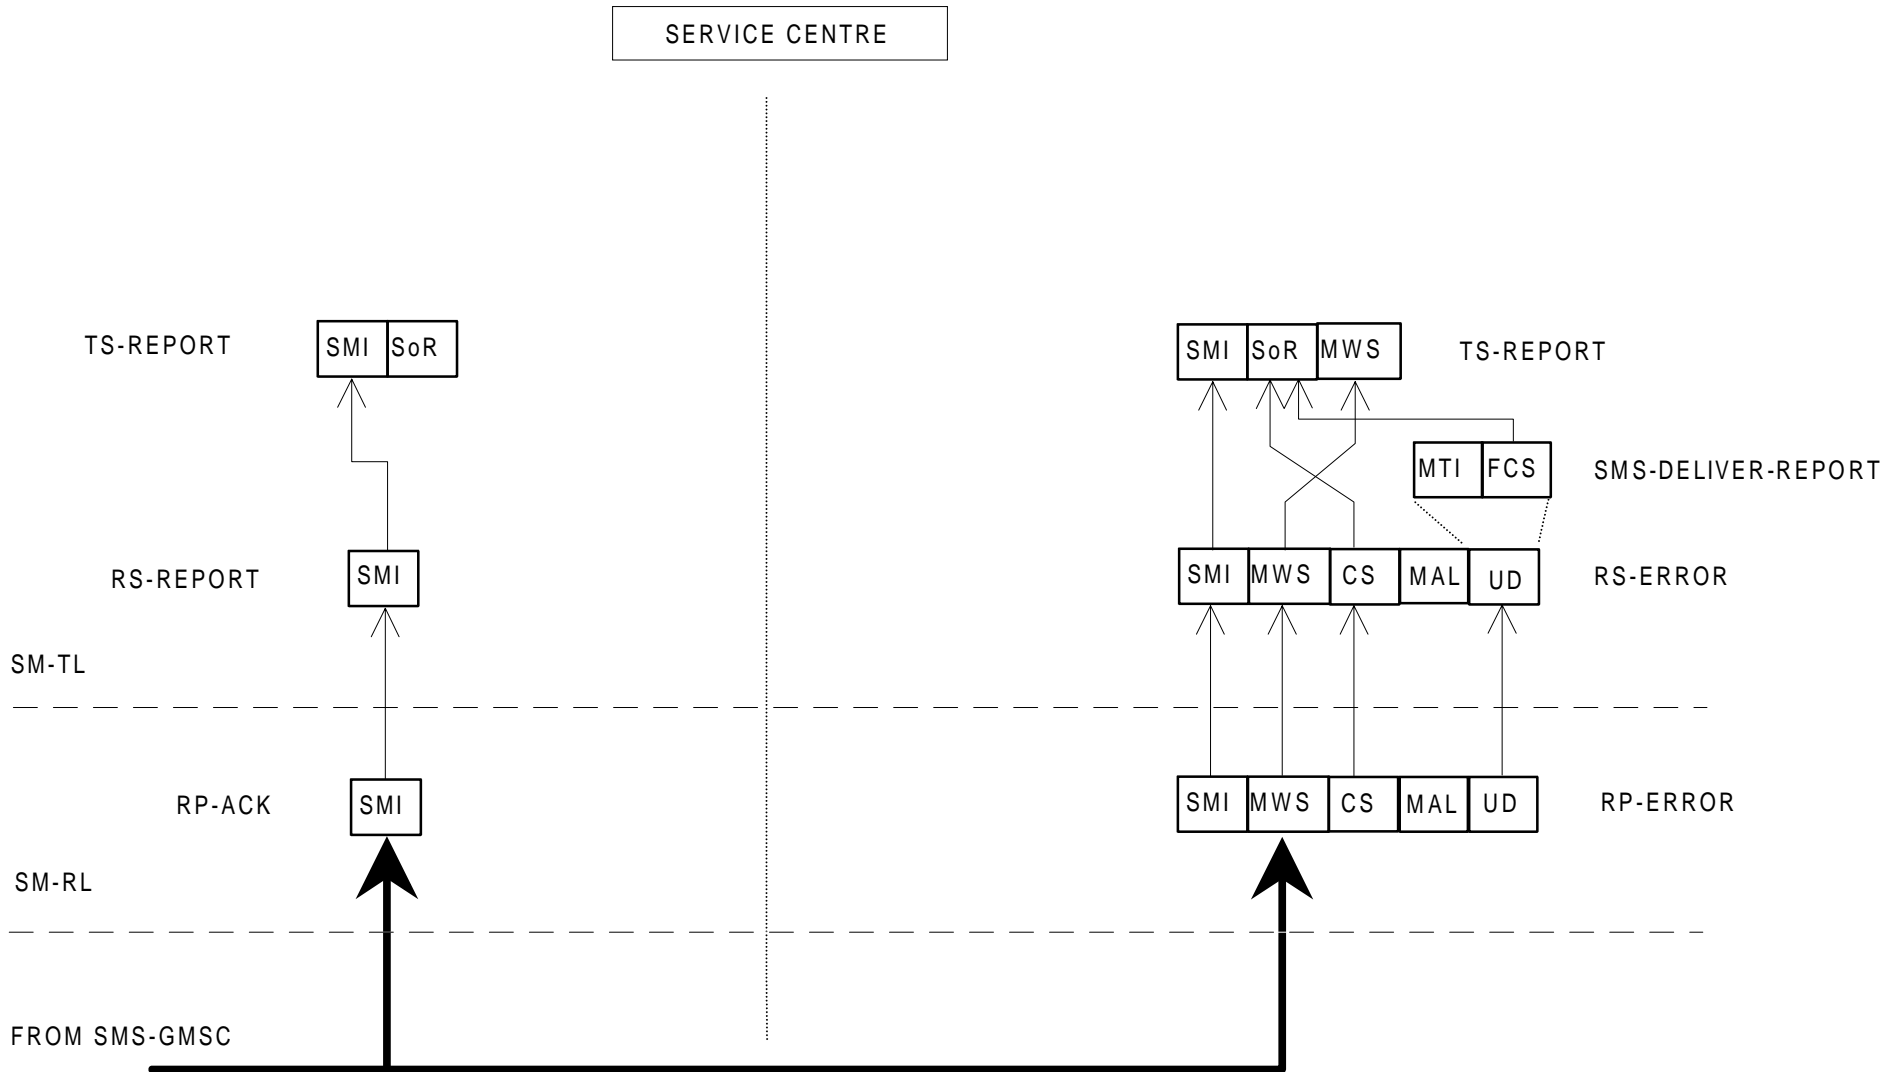 SERVICE CENTRE
TS-REPORT SMI SoR SMI SoR MWS TS-REPORT
MTI FCS SMS-DELIVER-REPORT
RS-REPORT SMI SMI MWS CS MAL UD RS-ERROR
SM-TL
RP-ACK SMI SMI MWS CS MAL UD RP-ERROR
SM-RL
FROM SMS-GMSC